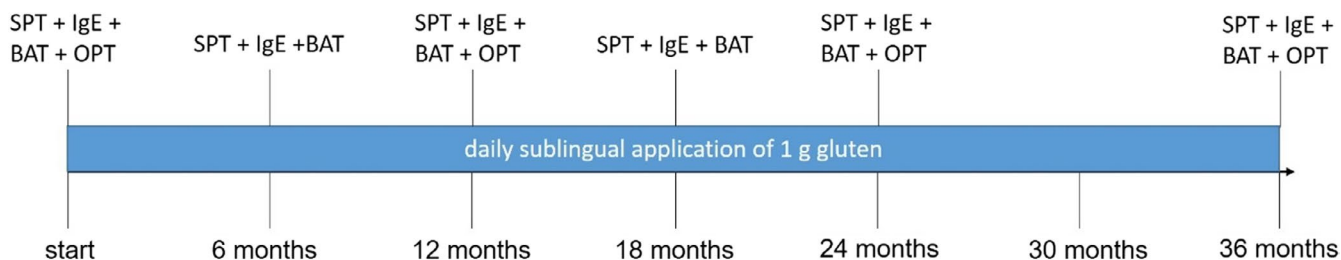 SPT + IgE +
BAT + OPT
SPT + IgE +BAT
SPT + IgE +
BAT + OPT
SPT + IgE + BAT
SPT + IgE +
BAT + OPT
SPT + IgE +
BAT + OPT
daily sublingual application of 1 g gluten
start
6 months
12 months
18 months
24 months
30 months
36 months